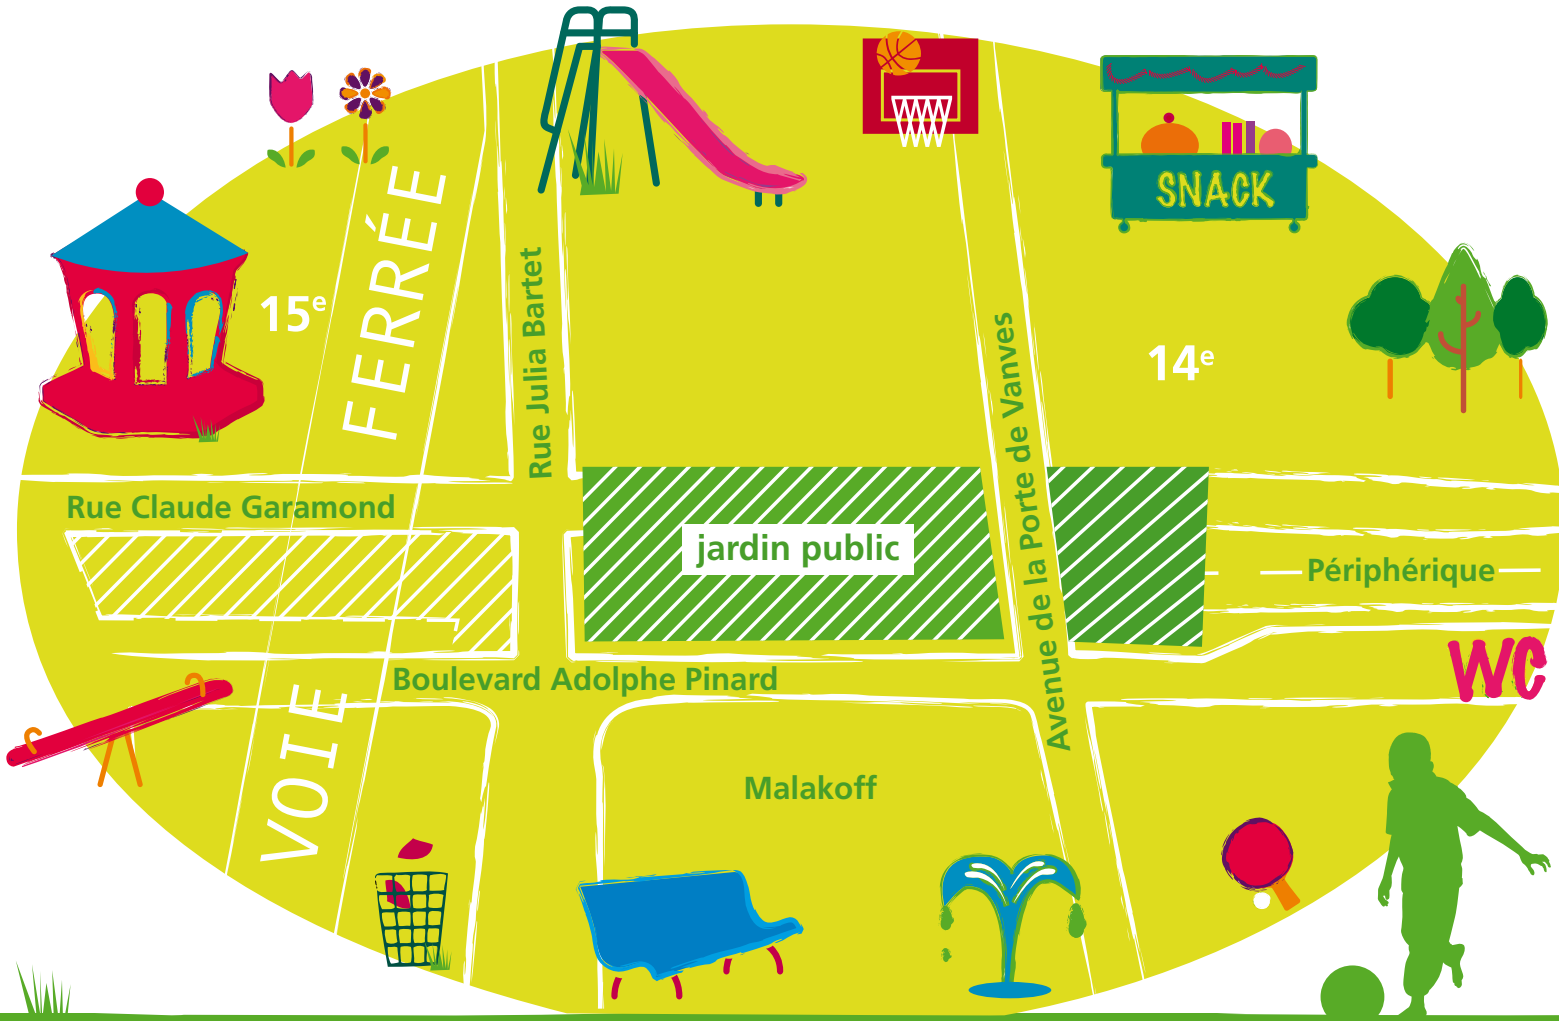 SNACK
15e
FERRÉE
Rue Julia Bartet
Avenue de la Porte de Vanves
14e
Rue Claude Garamond
jardin public
Périphérique
WC
Boulevard Adolphe Pinard
VOIE
Malakoff